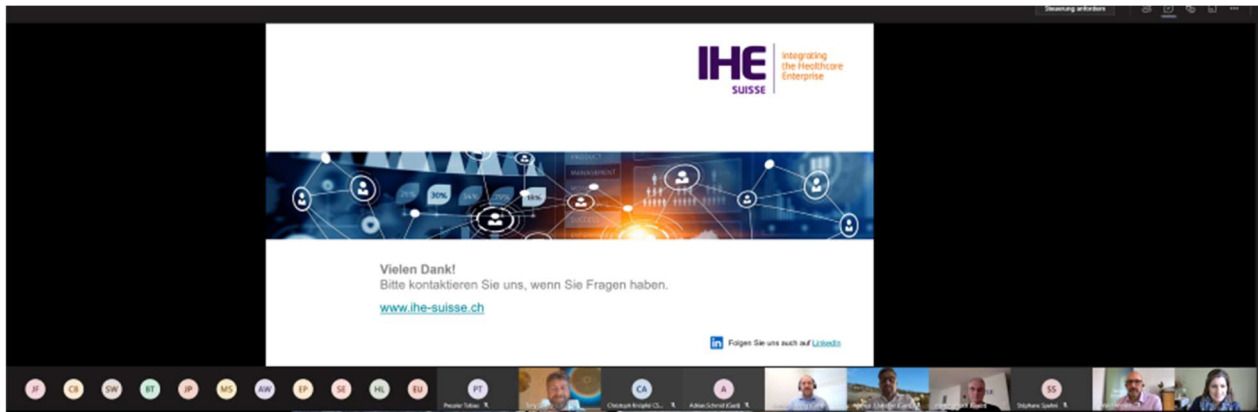 Steuerung anfordern
IHE
SUISSE
Integrating
the Healthcare
Enterprise
PRODUCT
MANAGEMENT
30%
SUCCESS
Vielen Dank!
Bitte kontaktieren Sie uns, wenn Sie Fragen haben.
www.ihe-suisse.ch
in Folgen Sie uns auch auf LinkedIn
JF CB SW BT JP MS AW EP SE HL EU PT CA A SS
Adrian Schmid (Gast)
Stéphane Spahni